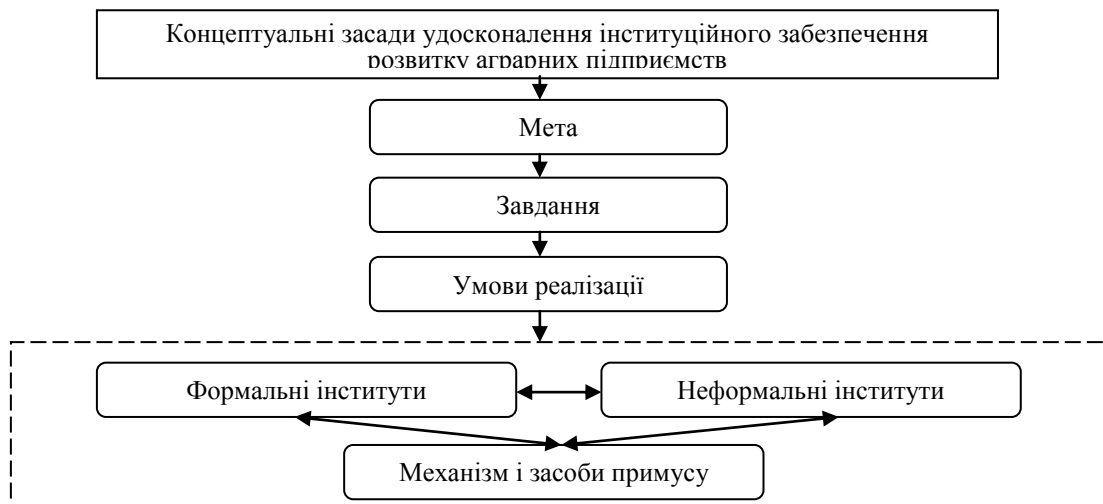 Концептуальні засади удосконалення інституційного забезпечення
розвитку аграрних підприємств
Мета
Завдання
Умови реалізації
Формальні інститути
Неформальні інститути
Механізм і засоби примусу